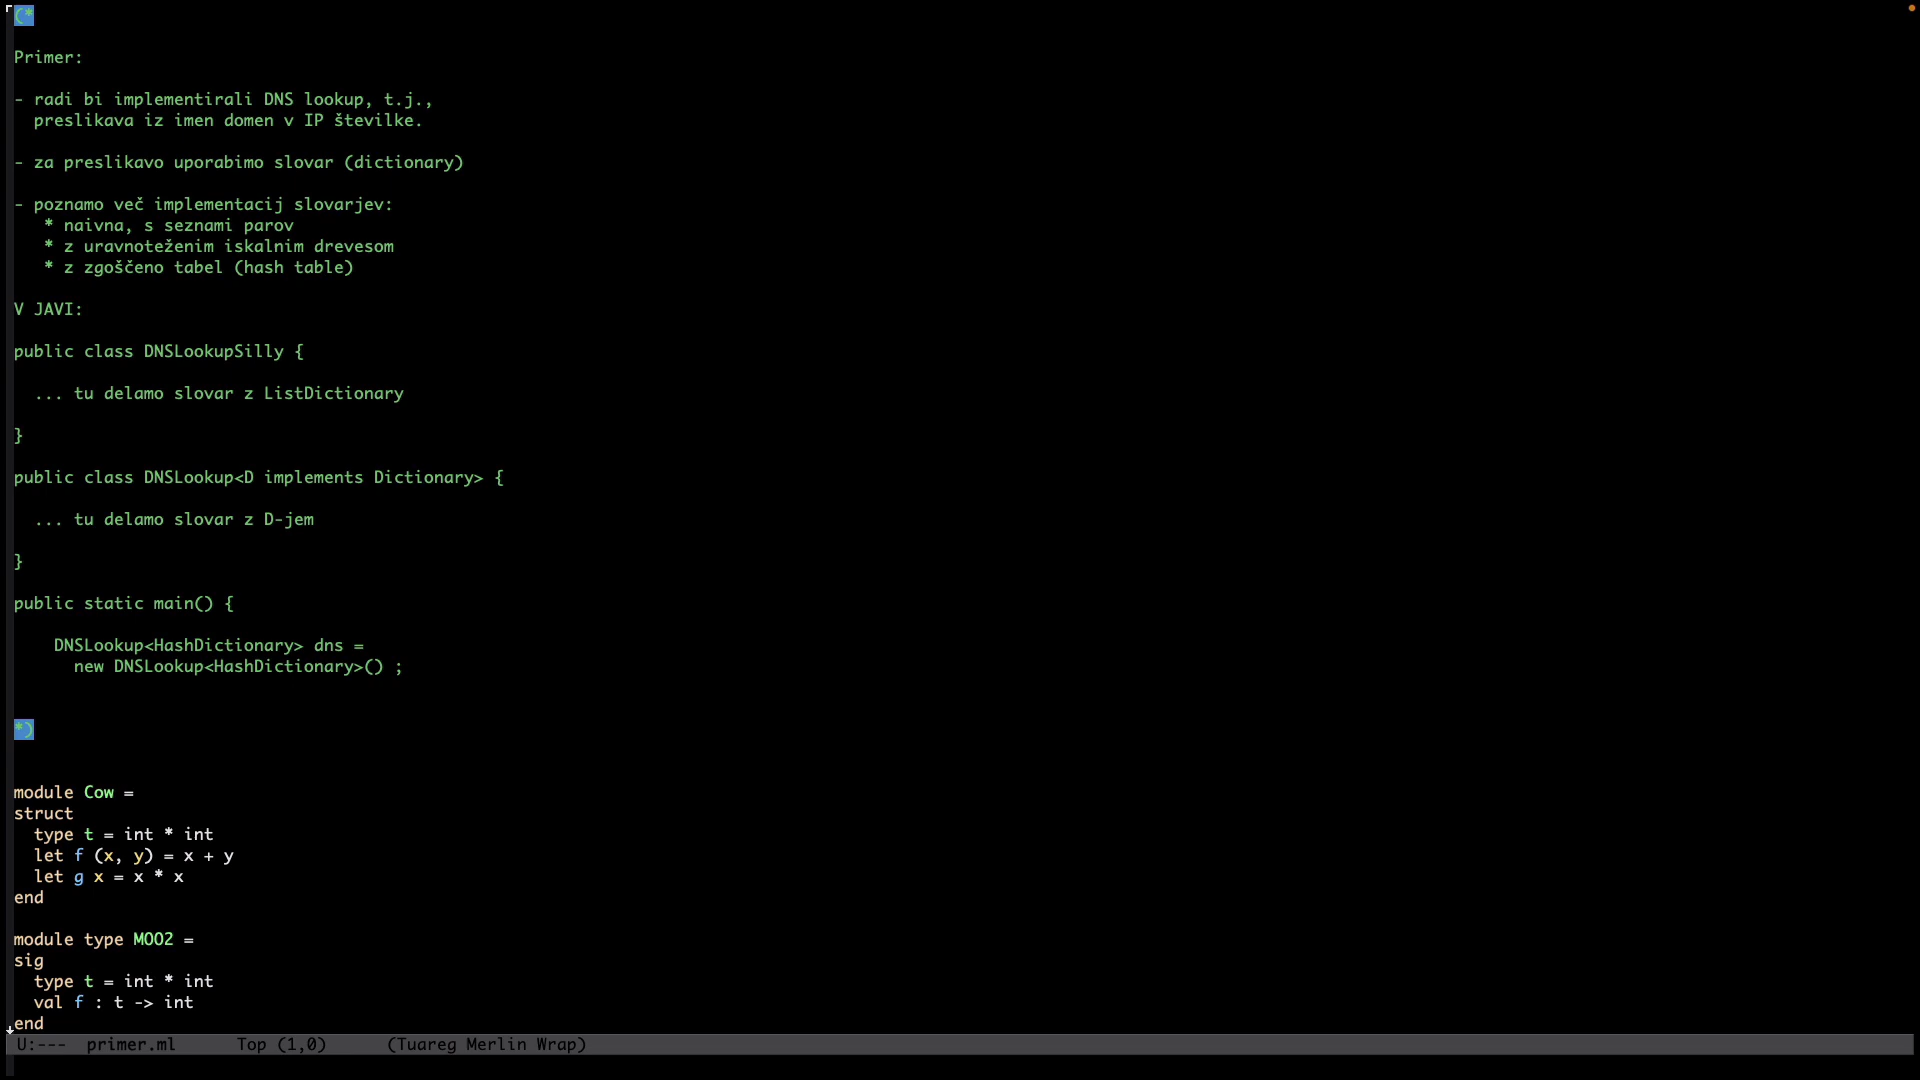 (*
Primer:
- radi bi implementirali DNS lookup, t.j.,
  preslikava iz imen domen v IP številke.
- za preslikavo uporabimo slovar (dictionary)
- poznamo več implementacij slovarjev:
   * naivna, s seznami parov
   * z uravnoteženim iskalnim drevesom
   * z zgoščeno tabel (hash table)
V JAVI:
public class DNSLookupSilly {
  ... tu delamo slovar z ListDictionary
}
public class DNSLookup<D implements Dictionary> {
  ... tu delamo slovar z D-jem
}
public static main() {
    DNSLookup<HashDictionary> dns =
      new DNSLookup<HashDictionary>() ;
*)
module Cow =
struct
  type t = int * int
  let f (x, y) = x + y
  let g x = x * x
end
module type MOO2 =
sig
  type t = int * int
  val f : t -> int
end
U:---  primer.ml      Top (1,0)      (Tuareg Merlin Wrap)